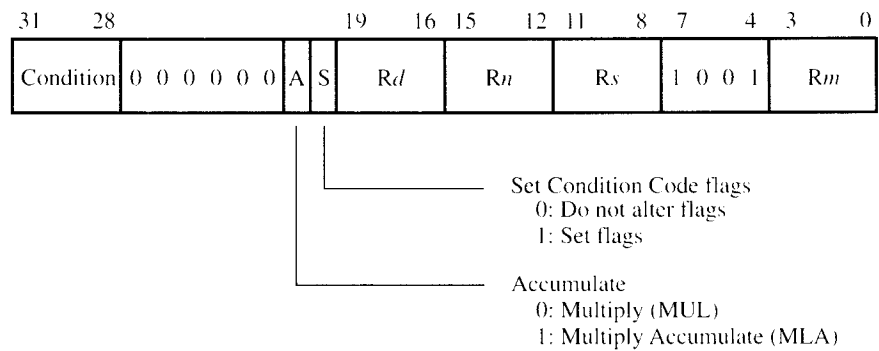 31 28 19 16 15 12 11 8 7 4 3 0
Condition 0 0 0 0 0 0 A S Rd Rn Rs 1 0 0 1 Rm
Set Condition Code flags
0: Do not alter flags
1: Set flags
Accumulate
0: Multiply (MUL)
1: Multiply Accumulate (MLA)